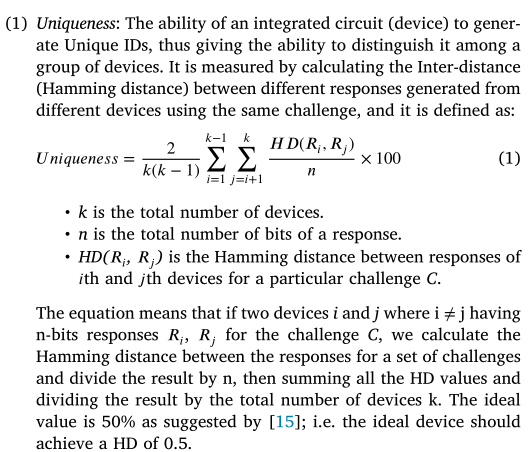 (1) Uniqueness: The ability of an integrated circuit (device) to gener-
ate Unique IDs, thus giving the ability to distinguish it among a
group of devices. It is measured by calculating the Inter-distance
(Hamming distance) between different responses generated from
different devices using the same challenge, and it is defined as:
Uniqueness = \frac{2}{k(k − 1)} \sum_{i=1}^{k−1} \sum_{j=i+1}^{k} \frac{HD(R_i, R_j)}{n} × 100 (1)
• k is the total number of devices.
• n is the total number of bits of a response.
• HD(R_i, R_j) is the Hamming distance between responses of
ith and jth devices for a particular challenge C.
The equation means that if two devices i and j where i ≠ j having
n-bits responses R_i, R_j for the challenge C, we calculate the
Hamming distance between the responses for a set of challenges
and divide the result by n, then summing all the HD values and
dividing the result by the total number of devices k. The ideal
value is 50% as suggested by [15]; i.e. the ideal device should
achieve a HD of 0.5.